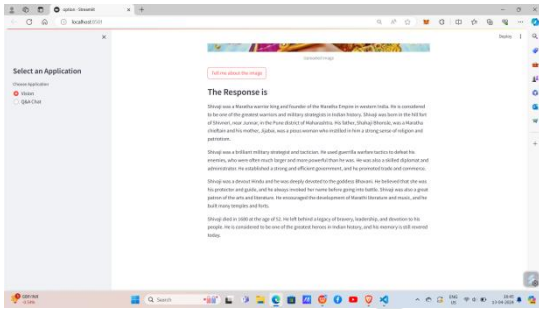 option · Streamlit
localhost:8501
Rerun
Uploaded Image.
Select an Application
Choose Application
Vision
Q&A Chat
Tell me about the image
The Response is
Shivaji was a Maratha warrior king and founder of the Maratha Empire in western India. He is considered
to be one of the greatest warriors and military strategists in Indian history. Shivaji was born in the hill fort
of Shivneri, near Junnar, in the Pune district of Maharashtra. His father, Shahaji Bhonsle, was a Maratha
chieftain and his mother, Jijabai, was a pious woman who instilled in him a strong sense of religion and
patriotism.
Shivaji was a brilliant military strategist and tactician. He used guerrilla warfare tactics to defeat his
enemies, who were often much larger and more powerful than he was. He was also a skilled diplomat and
administrator. He established a strong and efficient government, and he promoted trade and commerce.
Shivaji was a devout Hindu and he was deeply devoted to the goddess Bhavani. He believed that she was
his protector and guide, and he always invoked her name before going into battle. Shivaji was also a great
patron of the arts and literature. He encouraged the development of Marathi literature and music, and he
built many temples and forts.
Shivaji died in 1680 at the age of 52. He left behind a legacy of bravery, leadership, and devotion to his
people. He is considered to be one of the greatest heroes in Indian history, and his memory is still revered
today.
Search
ENG
13-04-2024